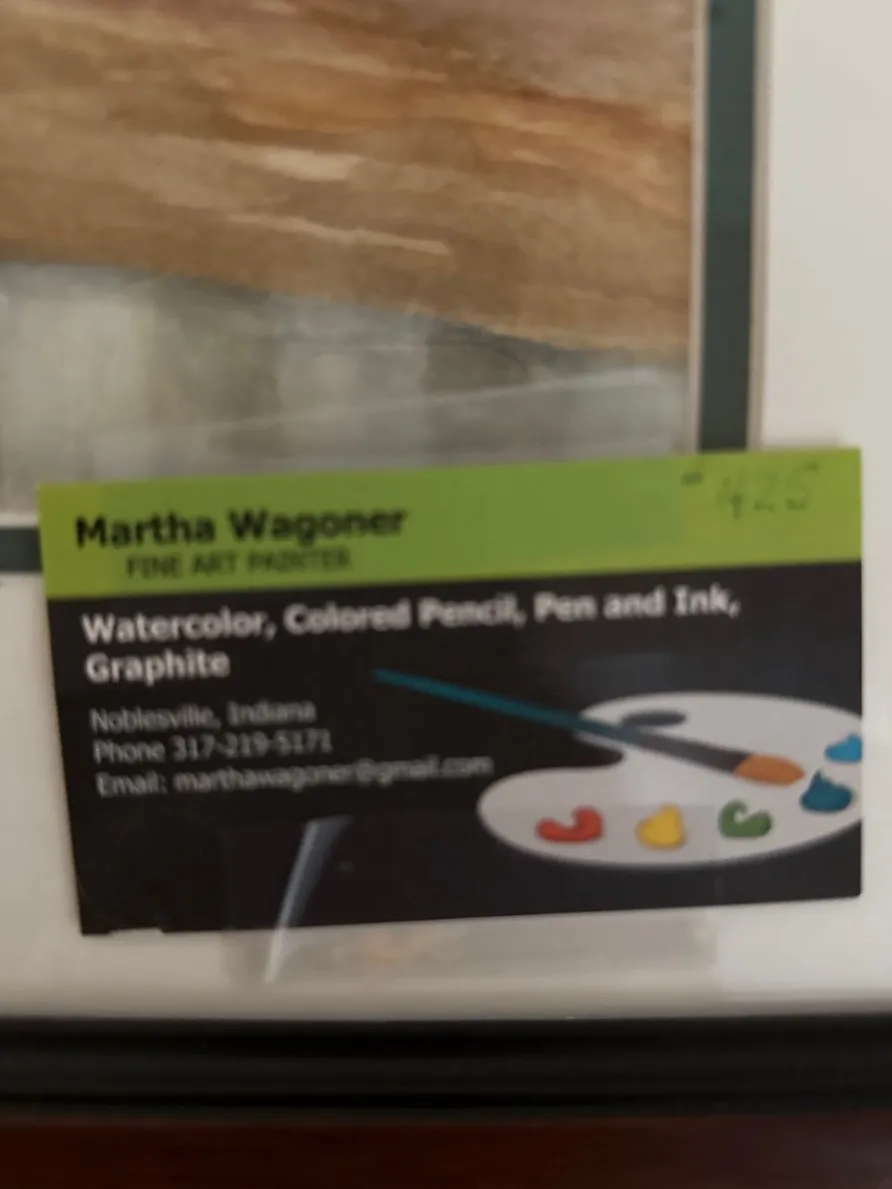 425
Martha Wagoner
FINE ART PAINTER
Watercolor, Colored Pencil, Pen and Ink,
Graphite
Noblesville, Indiana
Phone 317-219-5171
Email: marthawagoner@gmail.com